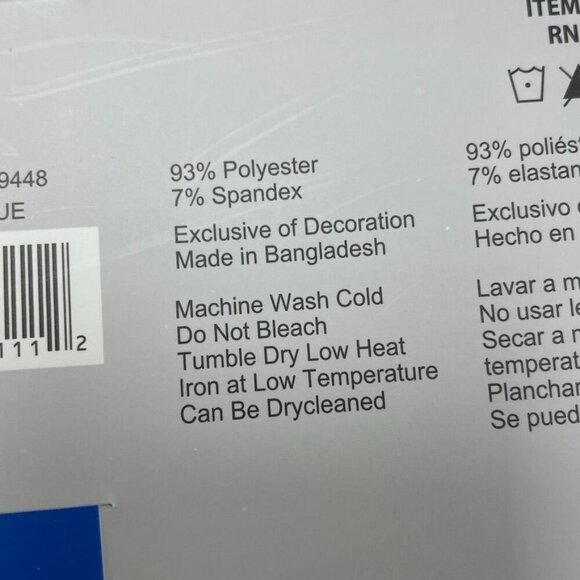 ITEM
RN
9448
UE
111 2
93% Polyester
7% Spandex
Exclusive of Decoration
Made in Bangladesh
Machine Wash Cold
Do Not Bleach
Tumble Dry Low Heat
Iron at Low Temperature
Can Be Drycleaned
93% poliést
7% elastan
Exclusivo
Hecho en
Lavar a m
No usar le
Secar a
temperat
Planchar
Se pued